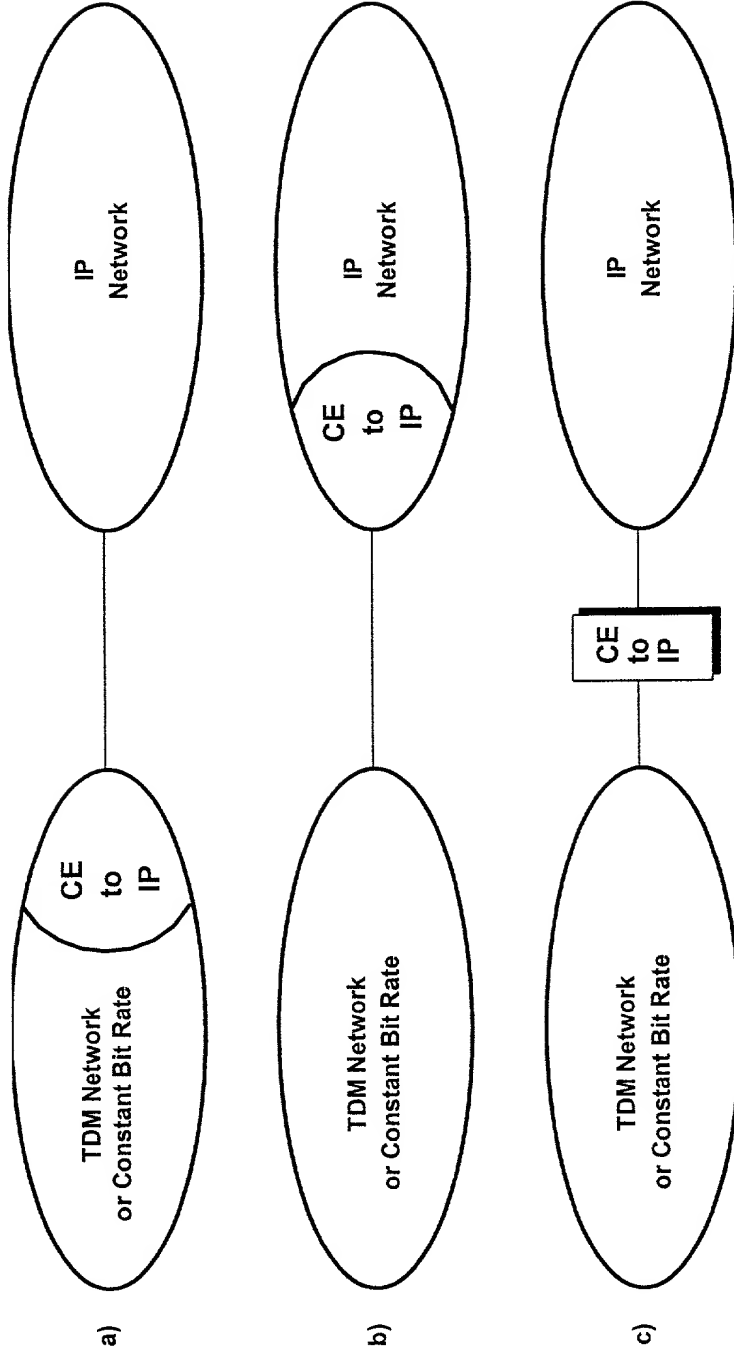 a)
TDM Network
or Constant Bit Rate
CE
to
IP
IP
Network
b)
TDM Network
or Constant Bit Rate
CE
to
IP
IP
Network
c)
TDM Network
or Constant Bit Rate
CE
to
IP
IP
Network